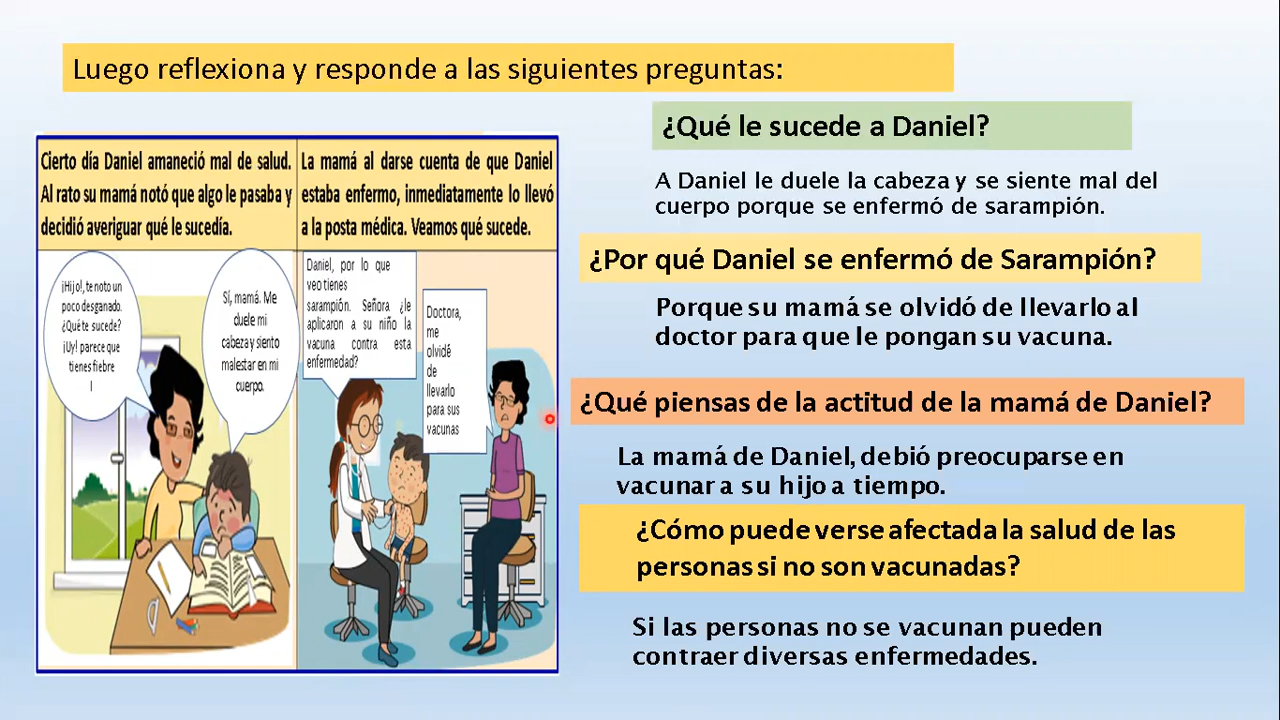 Luego reflexiona y responde a las siguientes preguntas:
Cierto día Daniel amaneció mal de salud.
Al rato su mamá notó que algo le pasaba y
decidió averiguar qué le sucedía.
La mamá al darse cuenta de que Daniel
estaba enfermo, inmediatamente lo llevó
a la posta médica. Veamos qué sucede.
¡Hijo!, te noto un
poco desganado.
¿Qué te sucede?
¡Uy! parece que
tienes fiebre
!
Sí, mamá. Me
duele mi
cabeza y siento
malestar en mi
cuerpo.
Daniel, por lo que
veo tienes
sarampión. Señora ¿le
aplicaron a su niño la
vacuna contra esta
enfermedad?
Doctora,
me
olvidé
de
llevarlo
para sus
vacunas
¿Qué le sucede a Daniel?
A Daniel le duele la cabeza y se siente mal del
cuerpo porque se enfermó de sarampión.
¿Por qué Daniel se enfermó de Sarampión?
Porque su mamá se olvidó de llevarlo al
doctor para que le pongan su vacuna.
¿Qué piensas de la actitud de la mamá de Daniel?
La mamá de Daniel, debió preocuparse en
vacunar a su hijo a tiempo.
¿Cómo puede verse afectada la salud de las
personas si no son vacunadas?
Si las personas no se vacunan pueden
contraer diversas enfermedades.